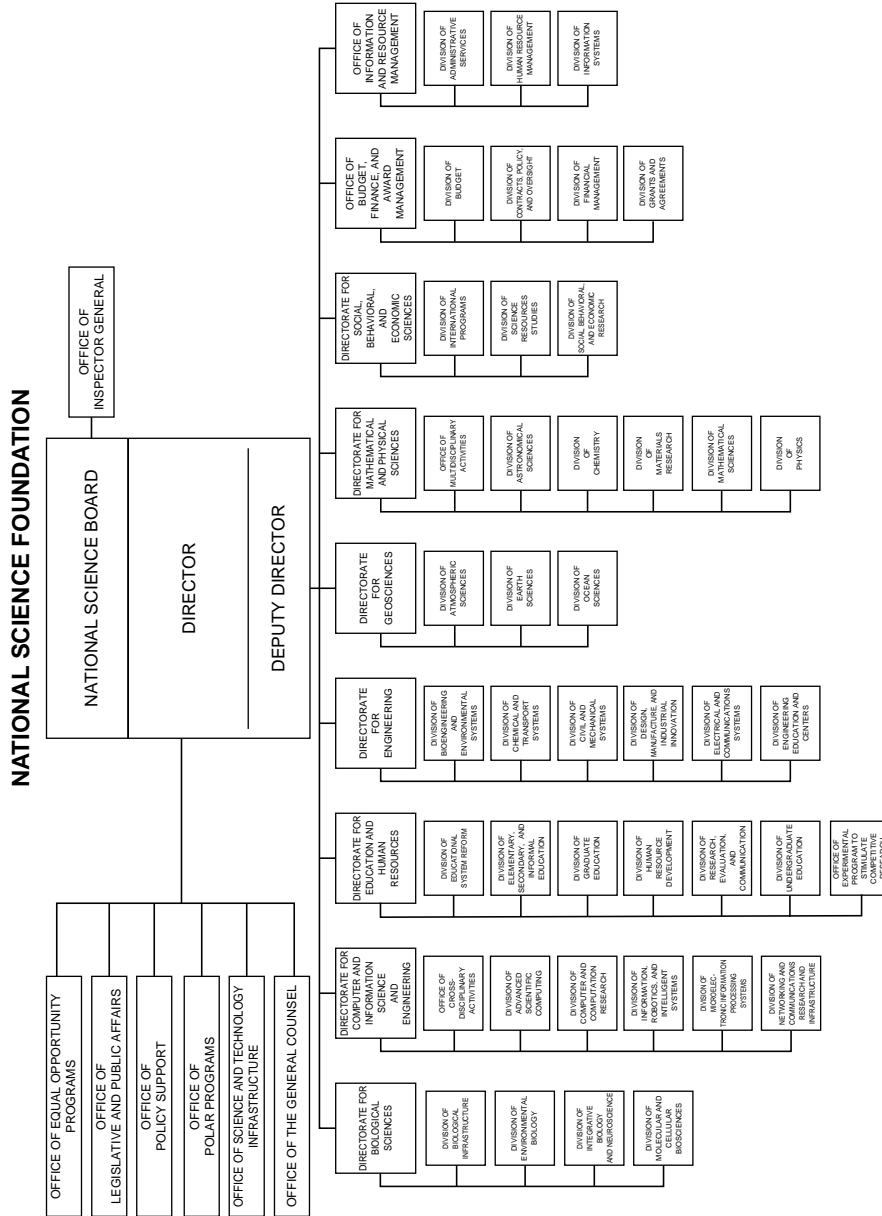 NATIONAL SCIENCE FOUNDATION
NATIONAL SCIENCE BOARD
OFFICE OF
INSPECTOR GENERAL
DIRECTOR
DEPUTY DIRECTOR
OFFICE OF EQUAL OPPORTUNITY
PROGRAMS
OFFICE OF
LEGISLATIVE AND PUBLIC AFFAIRS
OFFICE OF
POLICY SUPPORT
OFFICE OF
POLAR PROGRAMS
OFFICE OF SCIENCE AND TECHNOLOGY
INFRASTRUCTURE
OFFICE OF THE GENERAL COUNSEL
DIRECTORATE FOR
BIOLOGICAL
SCIENCES
DIVISION OF
BIOLOGICAL
INFRASTRUCTURE
DIVISION OF
ENVIRONMENTAL
BIOLOGY
DIVISION OF
INTEGRATIVE
BIOLOGY
AND NEUROSCIENCE
DIVISION OF
MOLECULAR AND
CELLULAR
BIOSCIENCES
DIRECTORATE FOR
COMPUTER AND
INFORMATION
SCIENCE
AND
ENGINEERING
OFFICE OF
CROSS-
DISCIPLINARY
ACTIVITIES
DIVISION OF
ADVANCED
SCIENTIFIC
COMPUTING
DIVISION OF
COMPUTER AND
COMPUTATION
RESEARCH
DIVISION OF
INFORMATION,
ROBOTICS, AND
INTELLIGENT
SYSTEMS
DIVISION OF
MICROELEC-
TRONIC INFORMATION
PROCESSING
SYSTEMS
DIVISION OF
NETWORKING AND
COMMUNICATIONS
RESEARCH AND
INFRASTRUCTURE
DIRECTORATE FOR
EDUCATION AND
HUMAN
RESOURCES
DIVISION OF
EDUCATIONAL
SYSTEM REFORM
DIVISION OF
ELEMENTARY,
SECONDARY, AND
INFORMAL
EDUCATION
DIVISION OF
GRADUATE
EDUCATION
DIVISION OF
HUMAN
RESOURCE
DEVELOPMENT
DIVISION OF
RESEARCH,
EVALUATION,
AND
COMMUNICATION
DIVISION OF
UNDERGRADUATE
EDUCATION
OFFICE OF
EXPERIMENTAL
PROGRAM TO
STIMULATE
COMPETITIVE
DIRECTORATE
FOR
ENGINEERING
DIVISION OF
BIOENGINEERING
AND
ENVIRONMENTAL
SYSTEMS
DIVISION OF
CHEMICAL AND
TRANSPORT
SYSTEMS
DIVISION OF
CIVIL AND
MECHANICAL
SYSTEMS
DIVISION OF
DESIGN,
MANUFACTURE, AND
INDUSTRIAL
INNOVATION
DIVISION OF
ELECTRICAL AND
COMMUNICATIONS
SYSTEMS
DIVISION OF
ENGINEERING
EDUCATION AND
CENTERS
DIRECTORATE
FOR
GEOSCIENCES
DIVISION OF
ATMOSPHERIC
SCIENCES
DIVISION OF
EARTH
SCIENCES
DIVISION OF
OCEAN
SCIENCES
DIRECTORATE FOR
MATHEMATICAL
AND PHYSICAL
SCIENCES
OFFICE OF
MULTIDISCIPLINARY
ACTIVITIES
DIVISION OF
ASTRONOMICAL
SCIENCES
DIVISION
OF
CHEMISTRY
DIVISION
OF
MATERIALS
RESEARCH
DIVISION OF
MATHEMATICAL
SCIENCES
DIVISION
OF
PHYSICS
DIRECTORATE FOR
SOCIAL,
BEHAVIORAL,
AND
ECONOMIC
SCIENCES
DIVISION OF
INTERNATIONAL
PROGRAMS
DIVISION OF
SCIENCE
RESOURCES
STUDIES
DIVISION OF
SOCIAL, BEHAVIORAL,
AND ECONOMIC
RESEARCH
OFFICE OF
BUDGET,
FINANCE, AND
AWARD
MANAGEMENT
DIVISION OF
BUDGET
DIVISION OF
CONTRACTS, POLICY,
AND OVERSIGHT
DIVISION OF
FINANCIAL
MANAGEMENT
DIVISION OF
GRANTS AND
AGREEMENTS
OFFICE OF
INFORMATION
AND RESOURCE
MANAGEMENT
DIVISION OF
ADMINISTRATIVE
SERVICES
DIVISION OF
HUMAN RESOURCE
MANAGEMENT
DIVISION OF
INFORMATION
SYSTEMS